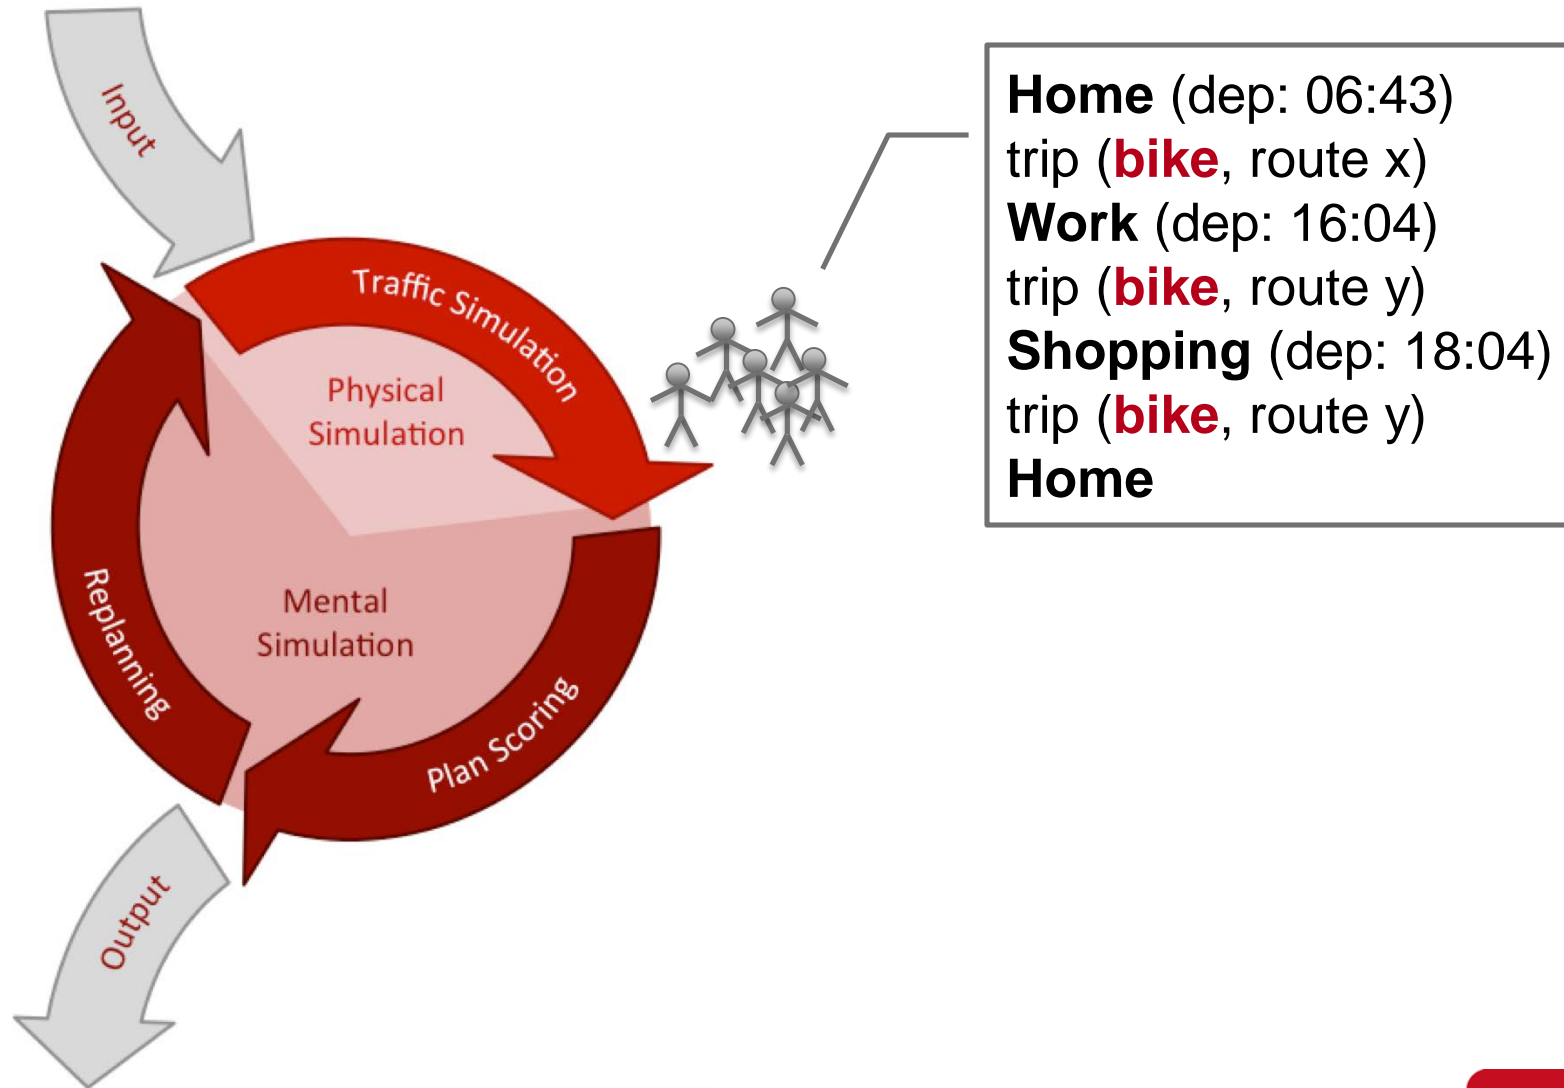 Input
Traffic Simulation
Physical
Simulation
Mental
Simulation
Replanning
Plan Scoring
Output
Home (dep: 06:43)
trip (bike, route x)
Work (dep: 16:04)
trip (bike, route y)
Shopping (dep: 18:04)
trip (bike, route y)
Home